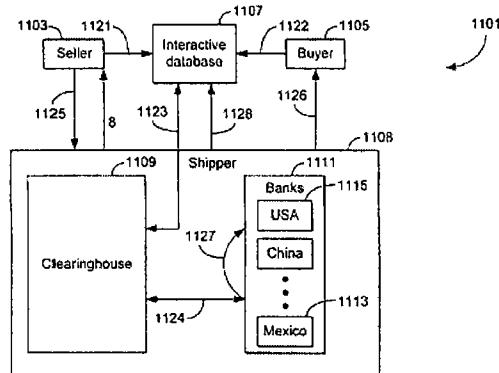 1107
1101
1103
1121
1122
1105
Seller
Interactive
database
Buyer
1123
1128
1125
8
1126
1108
1109
Shipper
1111
Banks
1115
USA
1127
Clearinghouse
China
1124
1113
Mexico